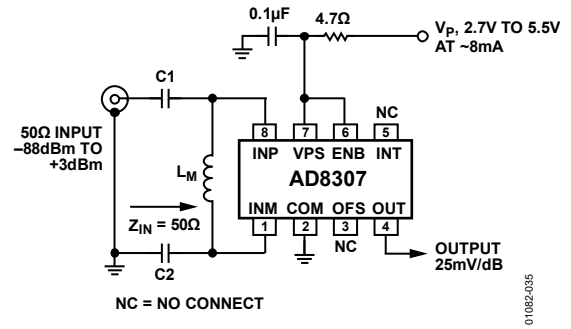 0.1µF
4.7Ω
VP, 2.7V TO 5.5V
AT ~8mA
C1
NC
50Ω INPUT
–88dBm TO
+3dBm
8
7
6
5
INP
VPS
ENB
INT
LM
AD8307
ZIN = 50Ω
INM
COM
OFS
OUT
1
2
3
4
NC
OUTPUT
25mV/dB
C2
NC = NO CONNECT
01082-035